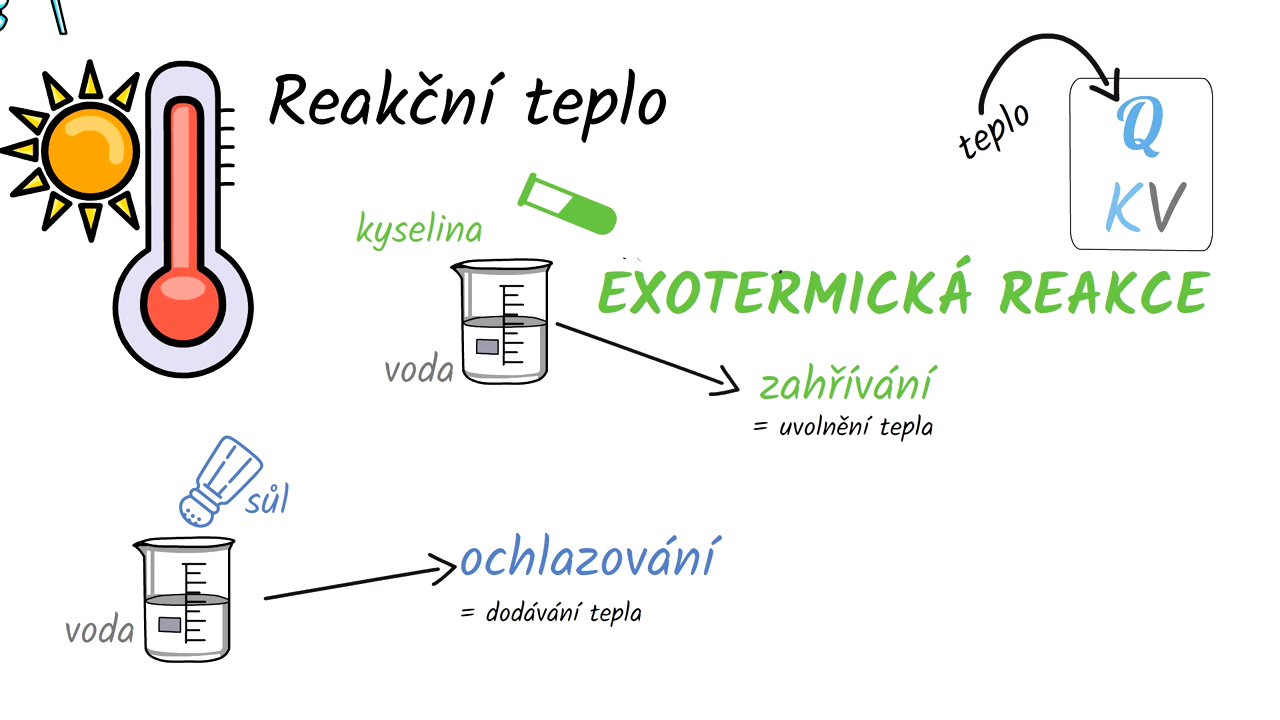 Reakční teplo
teplo
Q
KV
kyselina
EXOTERMICKÁ REAKCE
voda
zahřívání
= uvolnění tepla
sůl
voda
ochlazování
= dodávání tepla